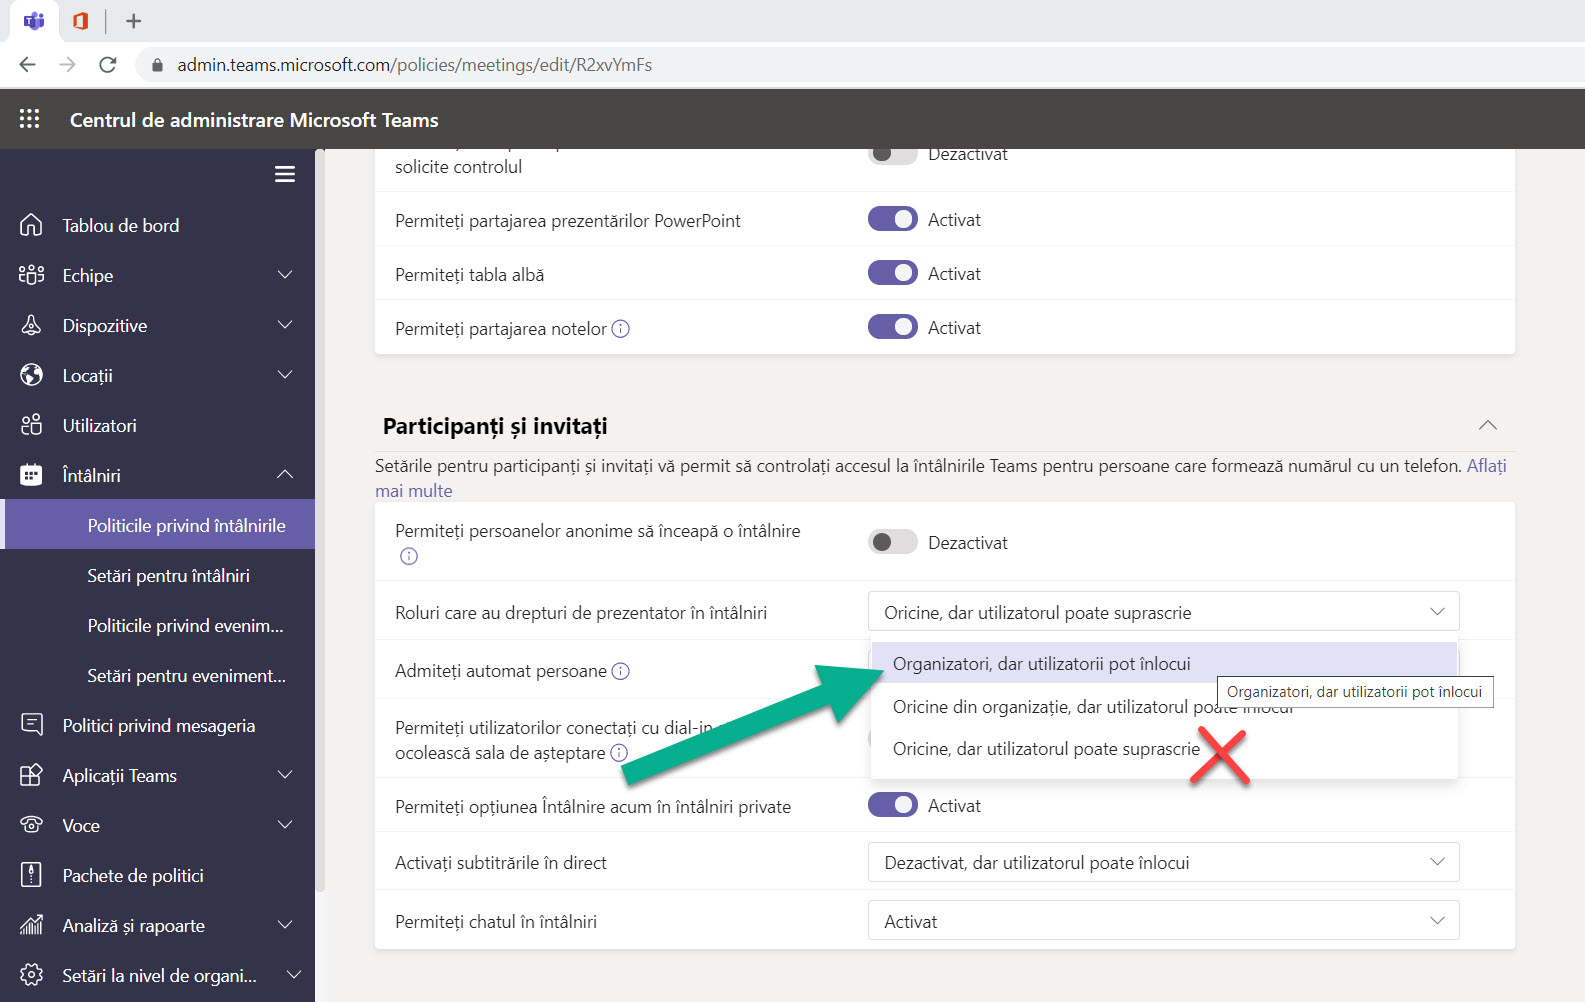 admin.teams.microsoft.com/policies/meetings/edit/R2xvYmFs
Centrul de administrare Microsoft Teams
Tablou de bord
Echipe
Dispozitive
Locații
Utilizatori
Întâlniri
Politicile privind întâlnirile
Setări pentru întâlniri
Politicile privind evenim...
Setări pentru eveniment...
Politici privind mesageria
Aplicații Teams
Voce
Pachete de politici
Analiză și rapoarte
Setări la nivel de organi...
solicite controlul
Dezactivat
Permiteți partajarea prezentărilor PowerPoint
Activat
Permiteți tabla albă
Activat
Permiteți partajarea notelor
Activat
Participanți și invitați
Setările pentru participanți și invitați vă permit să controlați accesul la întâlnirile Teams pentru persoane care formează numărul cu un telefon. Aflați
mai multe
Permiteți persoanelor anonime să înceapă o întâlnire
Dezactivat
Roluri care au drepturi de prezentator în întâlniri
Oricine, dar utilizatorul poate suprascrie
Organizatori, dar utilizatorii pot înlocui
Organizatori, dar utilizatorii pot înlocui
Oricine din organizație, dar utilizatorul poate înlocui
Oricine, dar utilizatorul poate suprascrie
Admiteți automat persoane
Permiteți utilizatorilor conectați cu dial-in
ocolească sala de așteptare
Permiteți opțiunea Întâlnire acum în întâlniri private
Activat
Activați subtitrările în direct
Dezactivat, dar utilizatorul poate înlocui
Permiteți chatul în întâlniri
Activat